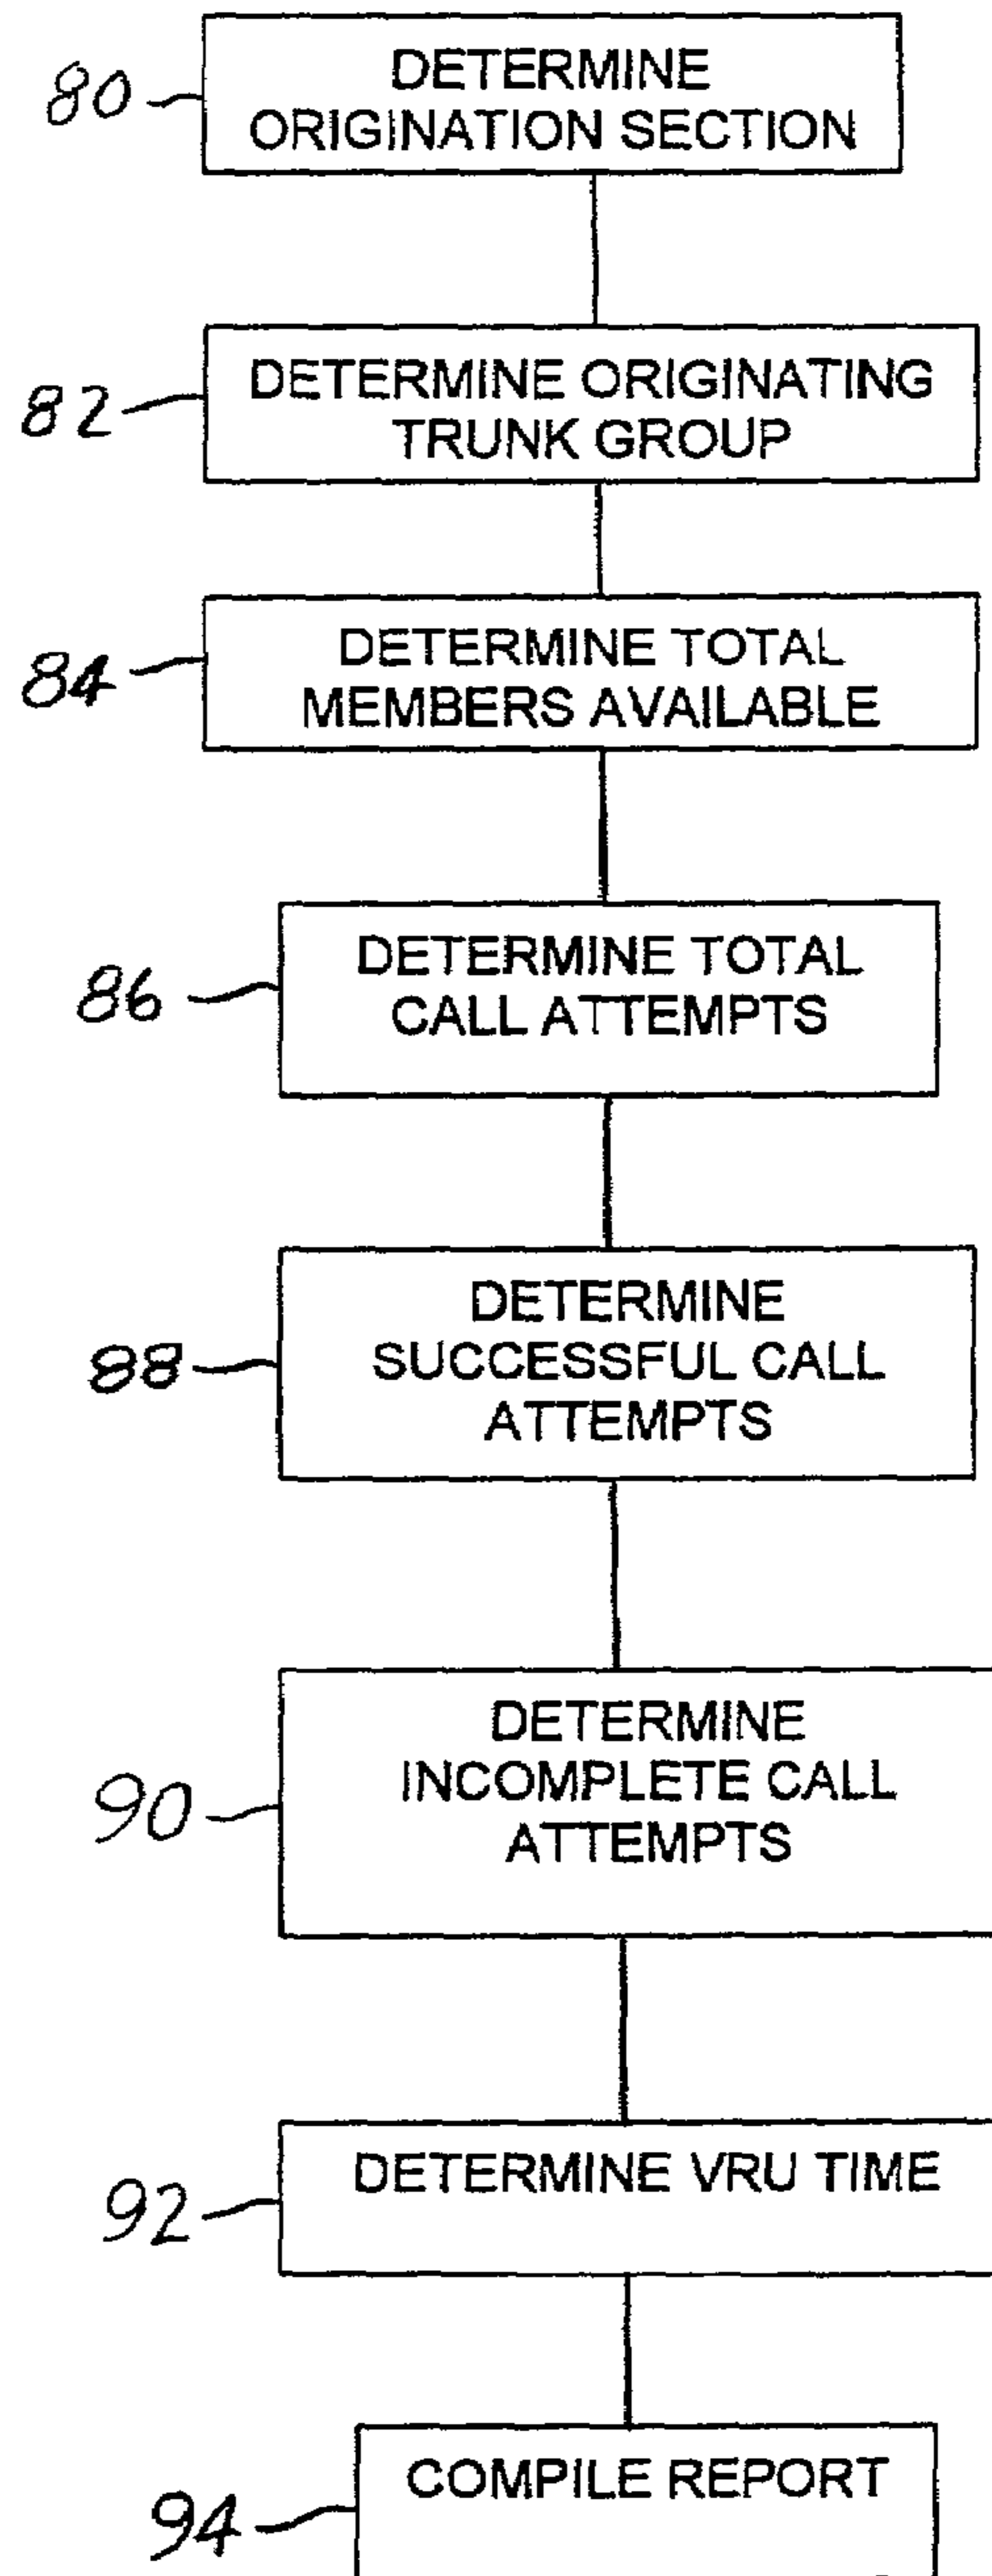 80
DETERMINE
ORIGINATION SECTION
82
DETERMINE ORIGINATING
TRUNK GROUP
84
DETERMINE TOTAL
MEMBERS AVAILABLE
86
DETERMINE TOTAL
CALL ATTEMPTS
88
DETERMINE
SUCCESSFUL CALL
ATTEMPTS
90
DETERMINE
INCOMPLETE CALL
ATTEMPTS
92
DETERMINE VRU TIME
94
COMPILE REPORT